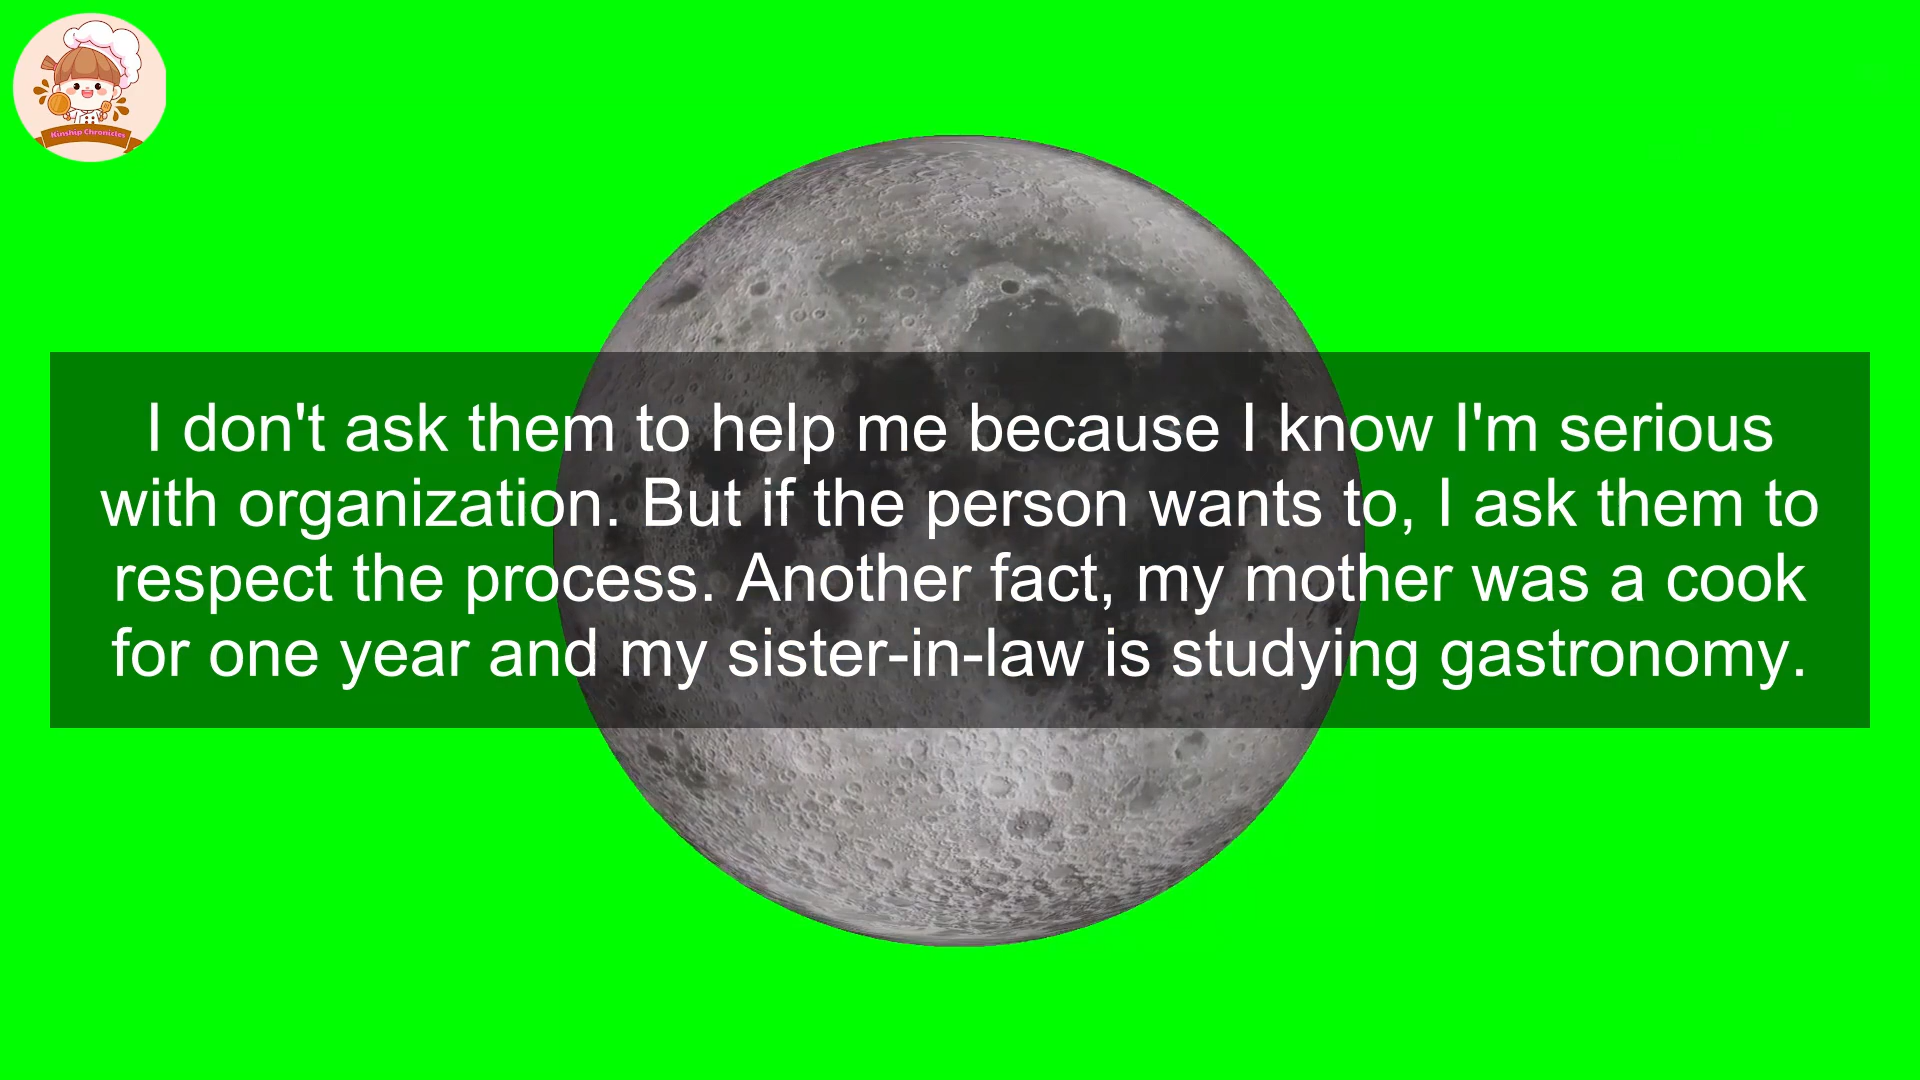 Kinship Chronicles
I don't ask them to help me because I know I'm serious
with organization. But if the person wants to, I ask them to
respect the process. Another fact, my mother was a cook
for one year and my sister-in-law is studying gastronomy.